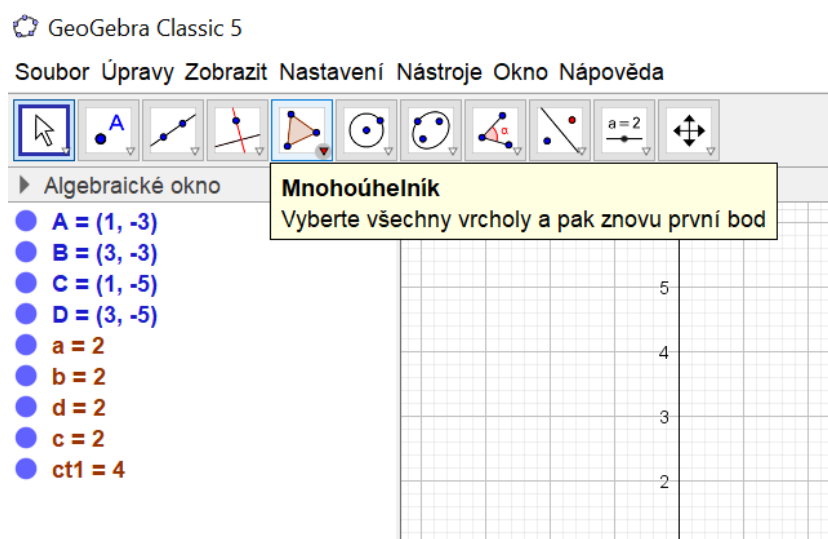 GeoGebra Classic 5
Soubor Úpravy Zobrazit Nastavení Nástroje Okno Nápověda
A
α
a = 2
Algebraické okno
Mnohoúhelník
Vyberte všechny vrcholy a pak znovu první bod
A = (1, -3)
B = (3, -3)
C = (1, -5)
D = (3, -5)
a = 2
b = 2
d = 2
c = 2
ct1 = 4
5
4
3
2